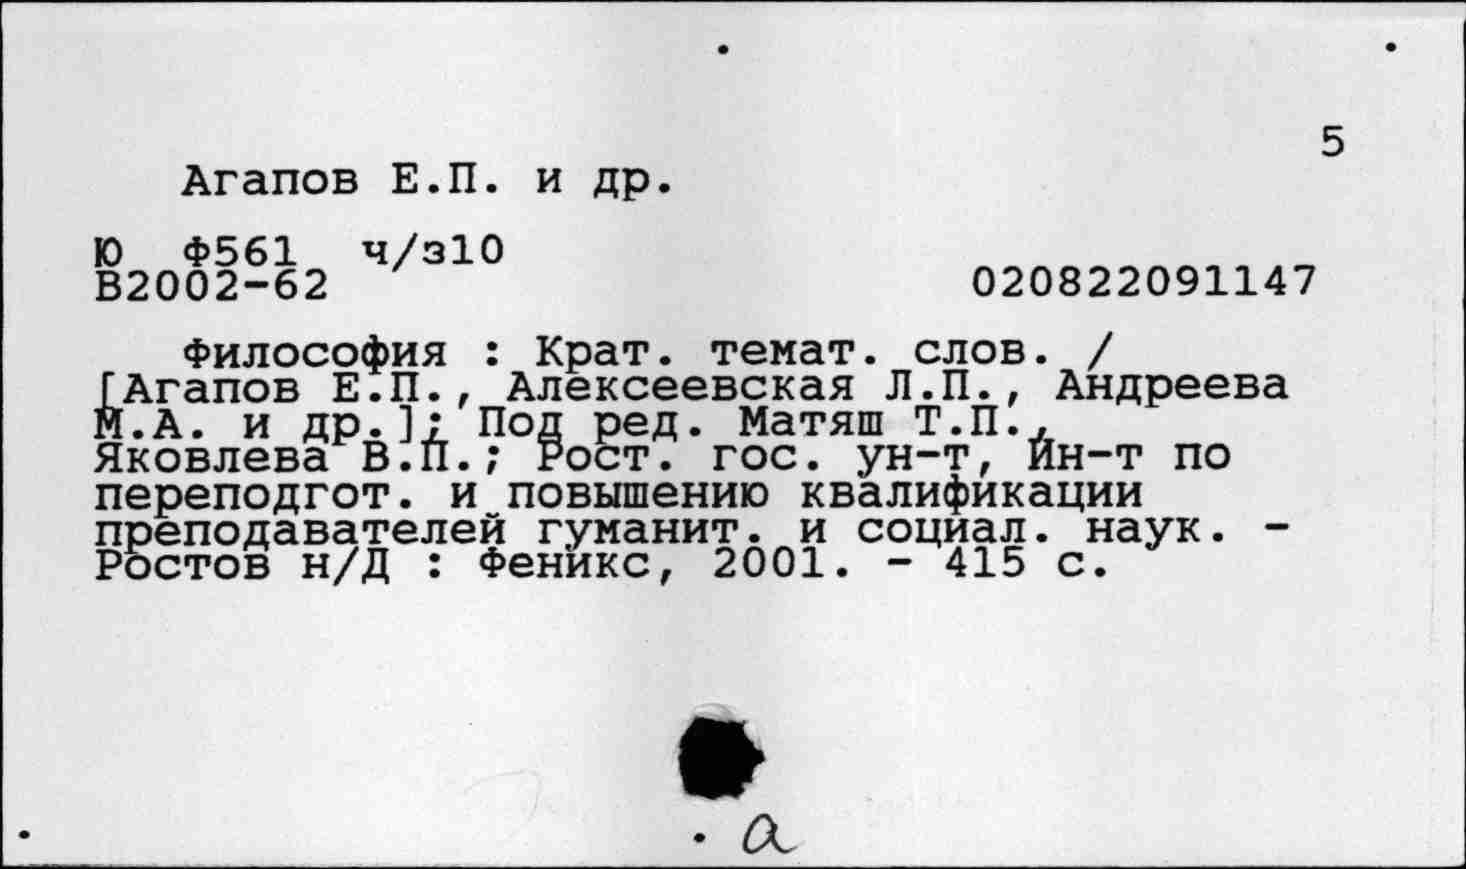 5
Агапов Е.П. и др.
Ю Ф561 ч/з10
В2002-62 020822091147
Философия : Крат. темат. слов. /
[Агапов Е.П., Алексеевская Л.П., Андреева
М.А. и др.]; Под ред. Матяш Т.П.,
Яковлева В.П.; Рост. гос. ун-т, Ин-т по
переподгот. и повышению квалификации
преподавателей гуманит. и социал. наук. -
Ростов н/Д : Феникс, 2001. - 415 с.
а